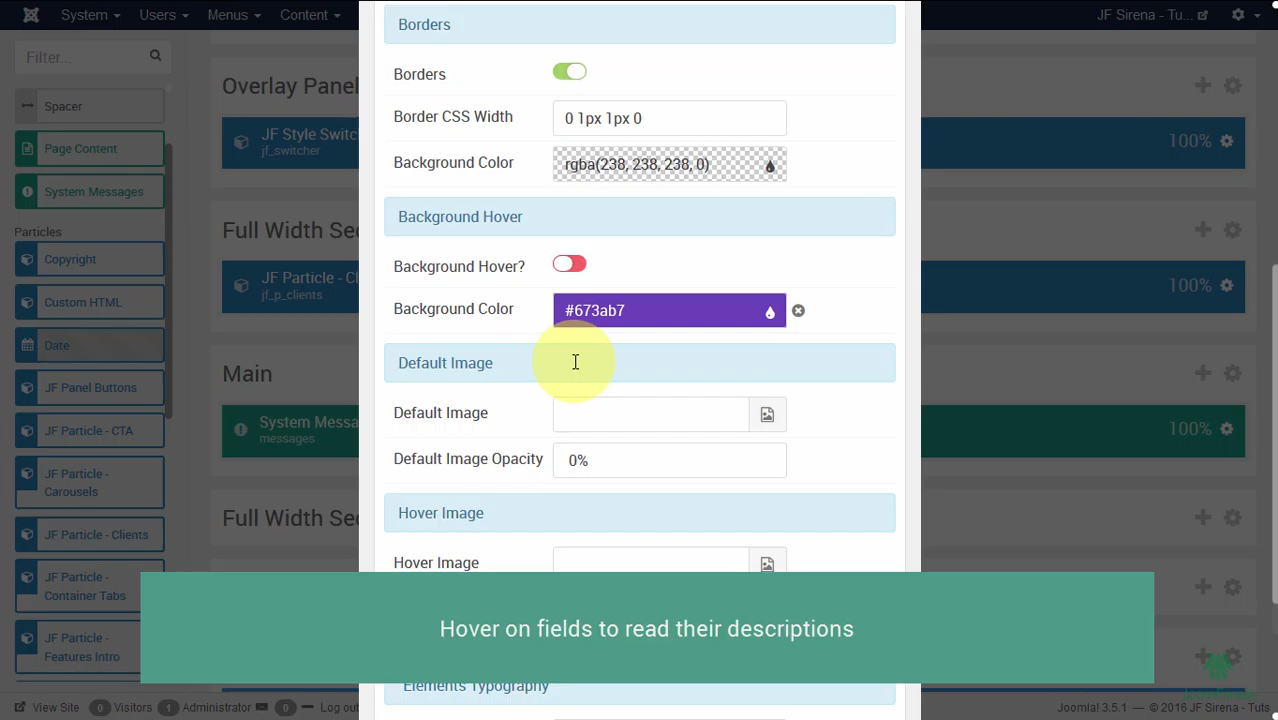 System
Users
Menus
Content
JF Sirena - Tu...
Filter...
Spacer
Page Content
System Messages
Particles
Copyright
Custom HTML
Date
JF Panel Buttons
JF Particle - CTA
JF Particle -
Carousels
JF Particle - Clients
JF Particle -
Container Tabs
JF Particle -
Features Intro
Overlay Panel
JF Style Switc
jf_switcher
100%
Full Width Sec
JF Particle - Cl
jf_p_clients
100%
Main
System Messa
messages
100%
Full Width Sec
Borders
Borders
Border CSS Width
0 1px 1px 0
Background Color
rgba(238, 238, 238, 0)
Background Hover
Background Hover?
Background Color
#673ab7
Default Image
Default Image
Default Image Opacity
0%
Hover Image
Hover Image
Hover on fields to read their descriptions
Elements Typography
View Site
0 Visitors
1 Administrator
0
Log out
Joomla! 3.5.1 — © 2016 JF Sirena - Tuts